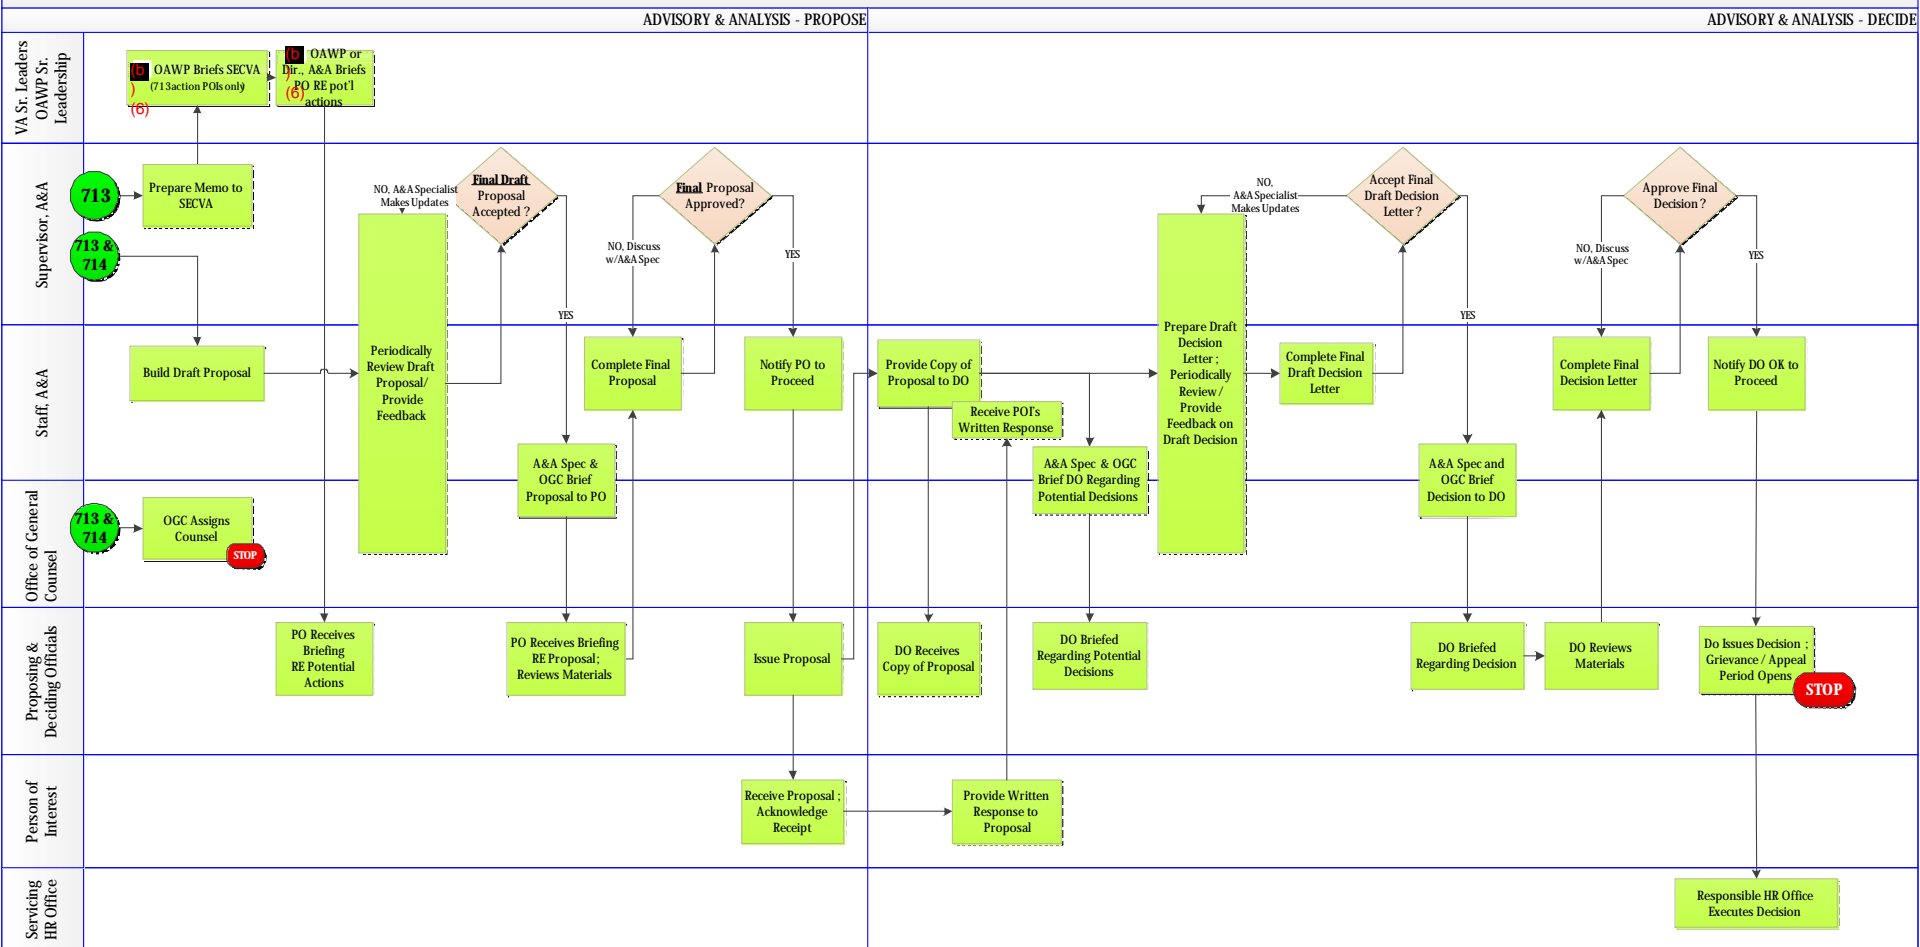 ADVISORY & ANALYSIS - PROPOSE
ADVISORY & ANALYSIS - DECIDE
VA Sr. Leaders
OAWP Sr.
Leadership
(b
)
(6)
OAWP Briefs SECVA
(713 action POIs only)
(b
)
(6)
OAWP or
Dir., A&A Briefs
PO RE pot'l
actions
Supervisor, A&A
713
Prepare Memo to
SECVA
713 &
714
NO, A&A Specialist
Makes Updates
Final Draft
Proposal
Accepted ?
YES
NO, Discuss
w/A&A Spec
Final Proposal
Approved?
YES
NO,
A&A Specialist
Makes Updates
Accept Final
Draft Decision
Letter ?
YES
NO, Discuss
w/A&A Spec
Approve Final
Decision ?
YES
Staff, A&A
Build Draft Proposal
Periodically
Review Draft
Proposal/
Provide
Feedback
A&A Spec &
OGC Brief
Proposal to PO
Complete Final
Proposal
Notify PO to
Proceed
Provide Copy of
Proposal to DO
Receive POI's
Written Response
A&A Spec & OGC
Brief DO Regarding
Potential Decisions
Prepare Draft
Decision
Letter ;
Periodically
Review /
Provide
Feedback on
Draft Decision
Complete Final
Draft Decision
Letter
A&A Spec and
OGC Brief
Decision to DO
Complete Final
Decision Letter
Notify DO OK to
Proceed
Office of General
Counsel
713 &
714
OGC Assigns
Counsel
STOP
Proposing &
Deciding Officials
PO Receives
Briefing
RE Potential
Actions
PO Receives Briefing
RE Proposal;
Reviews Materials
Issue Proposal
DO Receives
Copy of Proposal
DO Briefed
Regarding Potential
Decisions
DO Briefed
Regarding Decision
DO Reviews
Materials
Do Issues Decision ;
Grievance / Appeal
Period Opens
STOP
Person of
Interest
Receive Proposal ;
Acknowledge
Receipt
Provide Written
Response to
Proposal
Servicing
HR Office
Responsible HR Office
Executes Decision